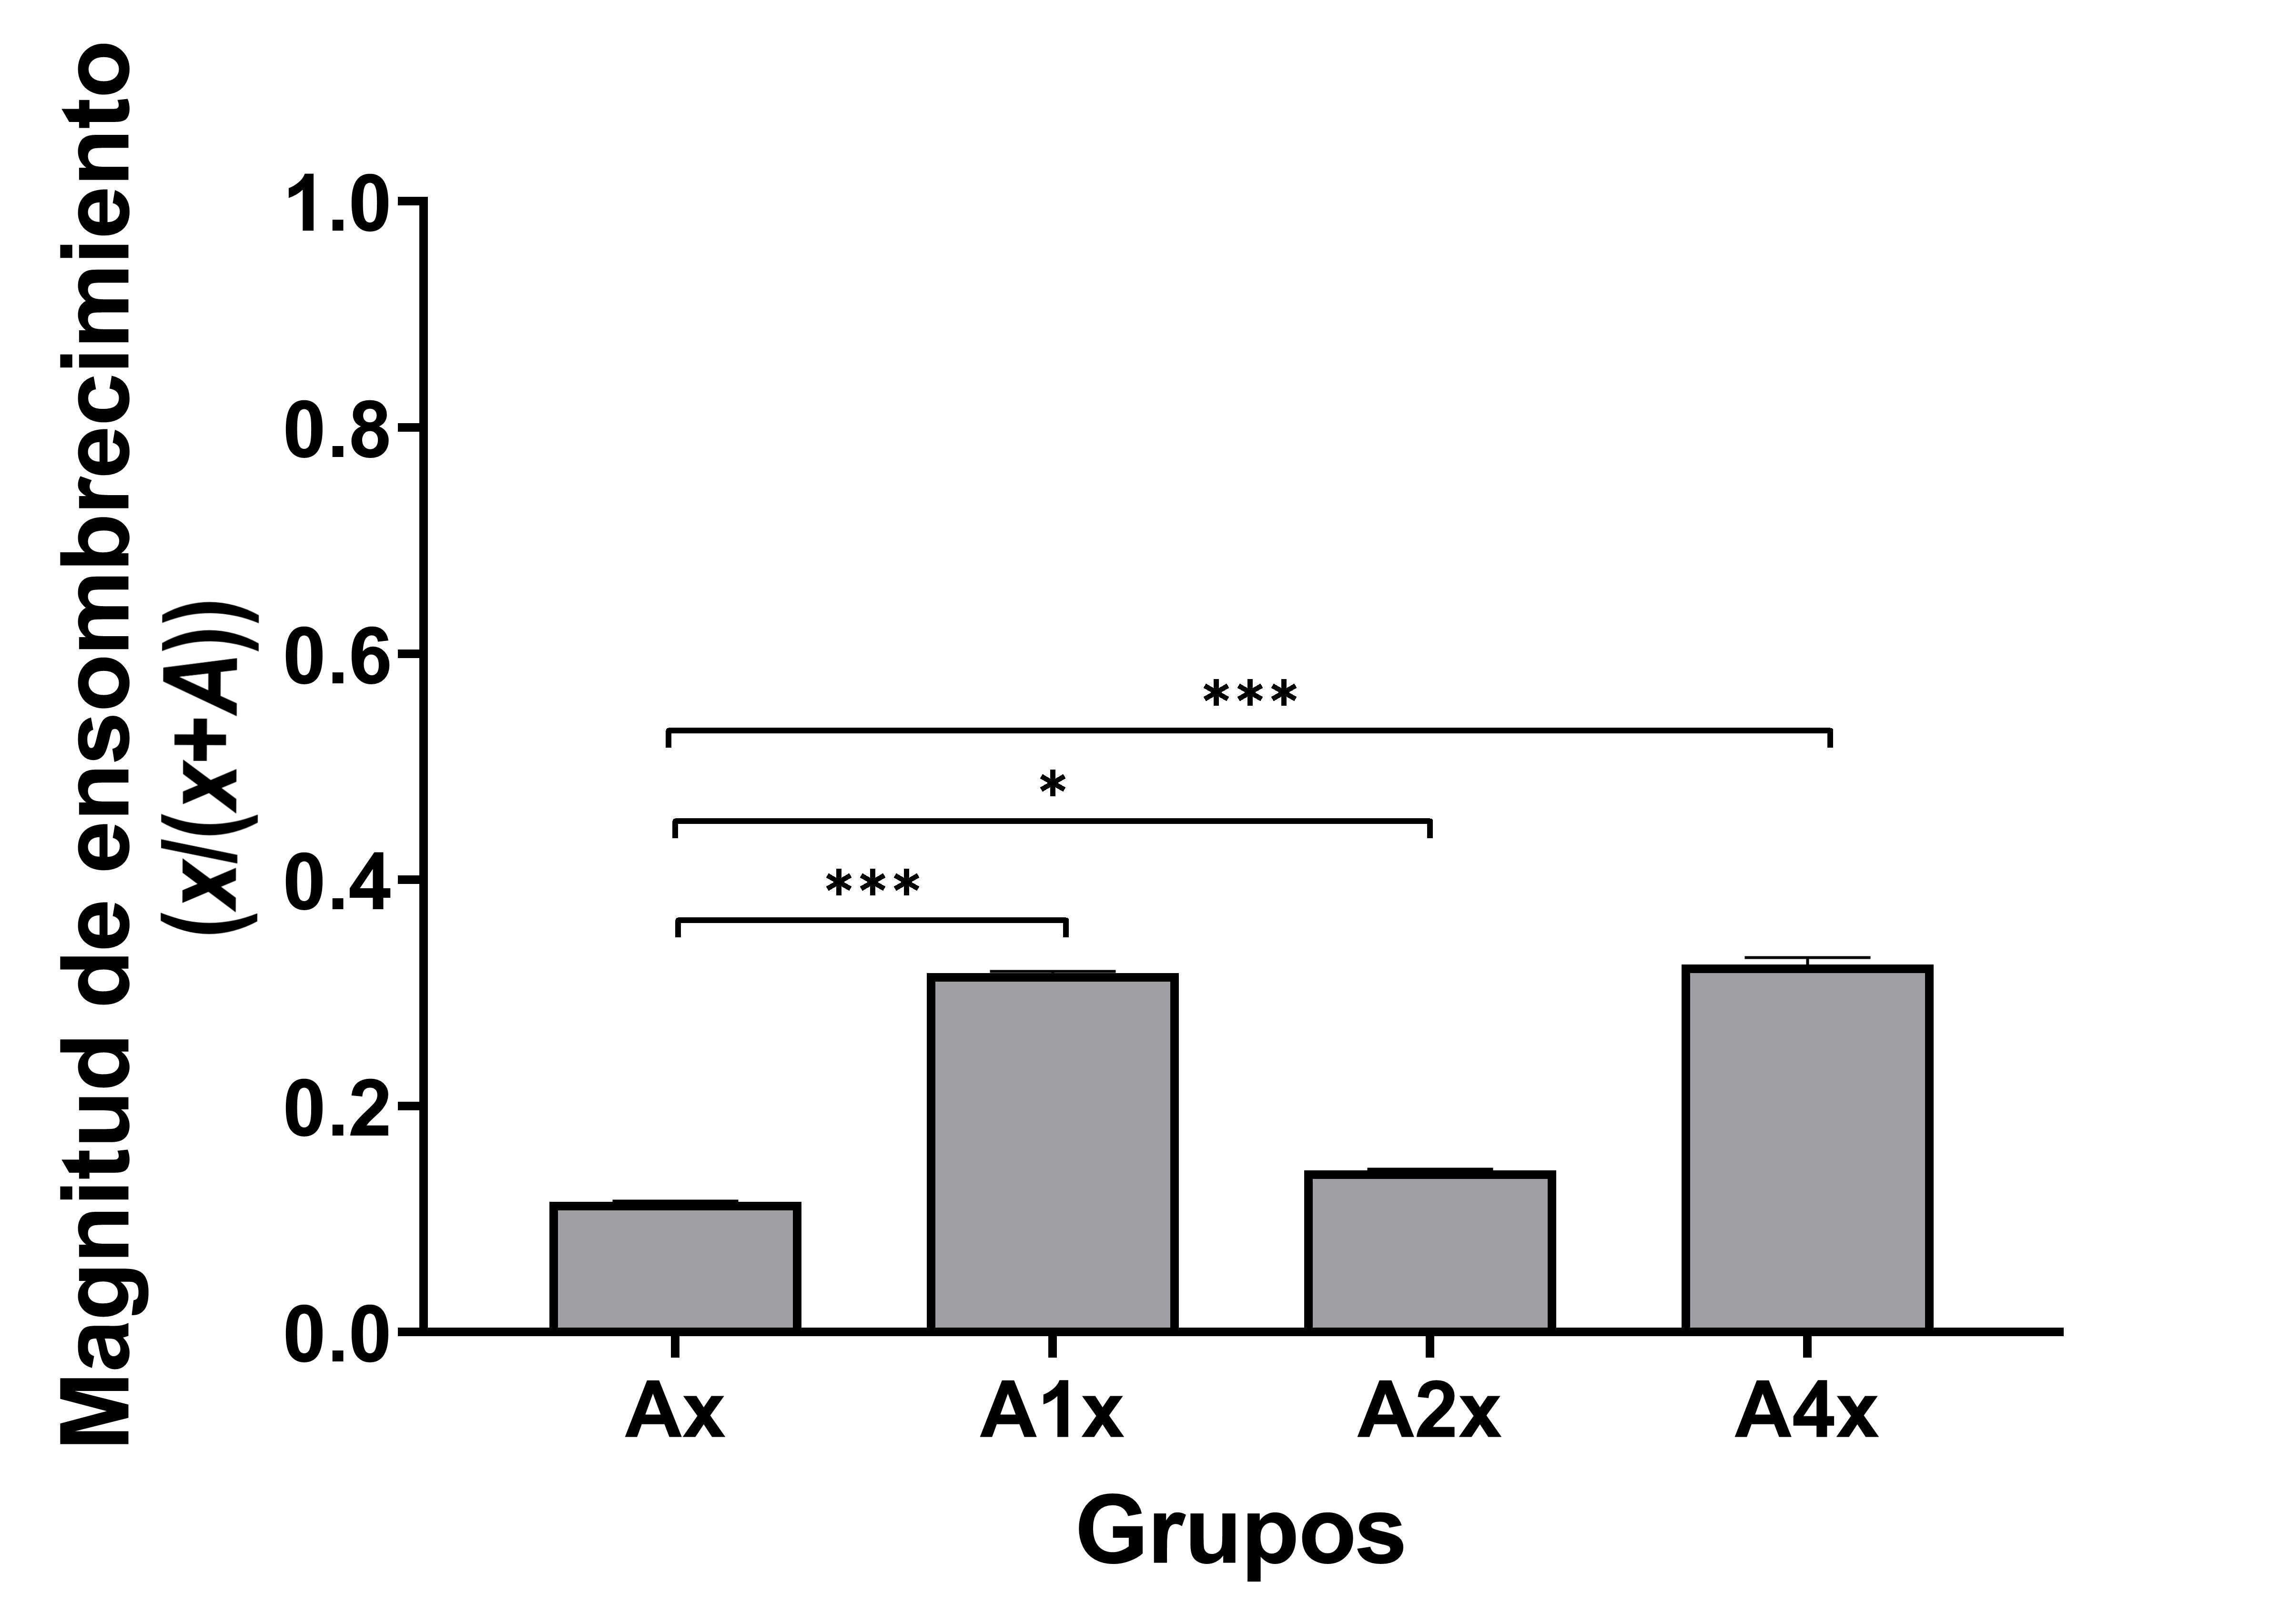 Magnitud de ensombrecimiento
(x/(x+A)))
1.0
0.8
0.6
0.4
0.2
0.0
***
*
***
Ax
A1x
A2x
A4x
Grupos